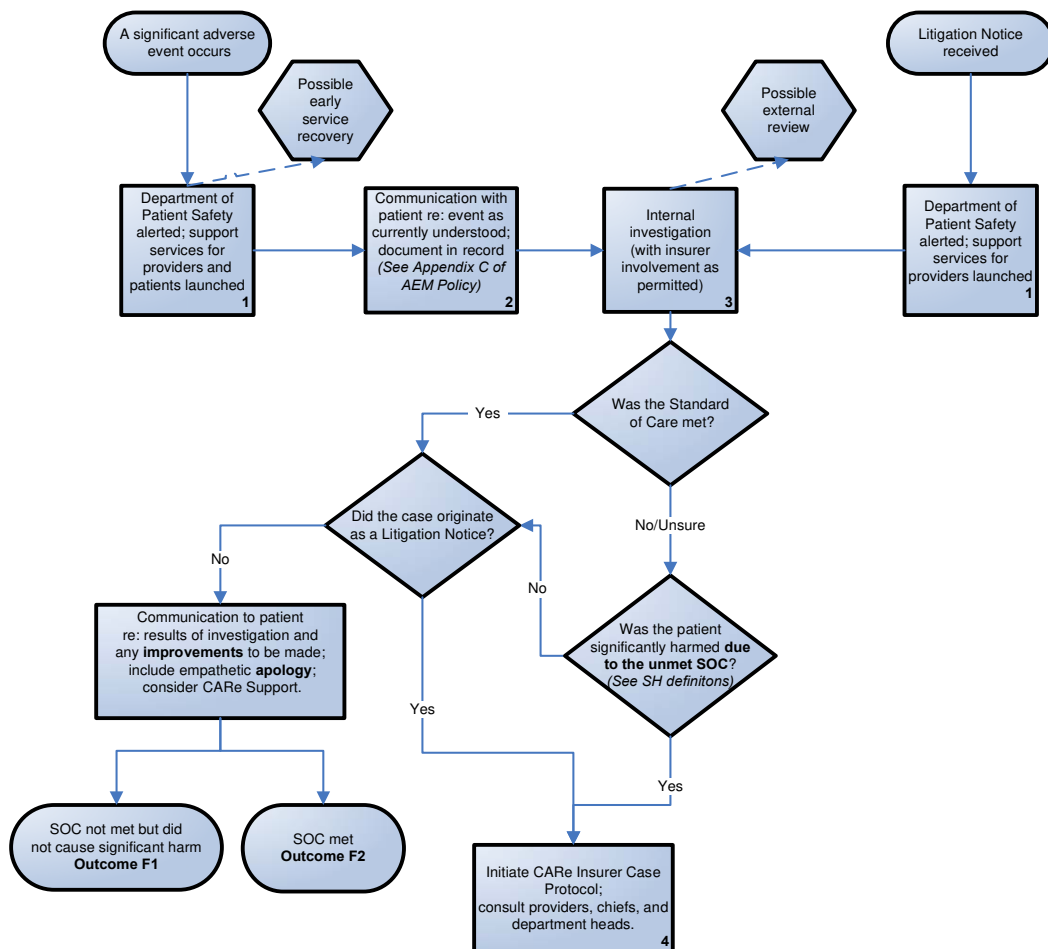 A significant adverse
event occurs
Litigation Notice
received
Possible
early
service
recovery
Possible
external
review
Department of
Patient Safety
alerted; support
services for
providers and
patients launched
1
Communication with
patient re: event as
currently understood;
document in record
(See Appendix C of
AEM Policy)
2
Internal
investigation
(with insurer
involvement as
permitted)
3
Department of
Patient Safety
alerted; support
services for
providers launched
1
Was the Standard
of Care met?
Yes
No/Unsure
Did the case originate
as a Litigation Notice?
No
No
Was the patient
significantly harmed due
to the unmet SOC?
(See SH definitons)
Communication to patient
re: results of investigation and
any improvements to be made;
include empathetic apology;
consider CARe Support.
Yes
Yes
SOC not met but did
not cause significant harm
Outcome F1
SOC met
Outcome F2
Initiate CARe Insurer Case
Protocol;
consult providers, chiefs, and
department heads.
4